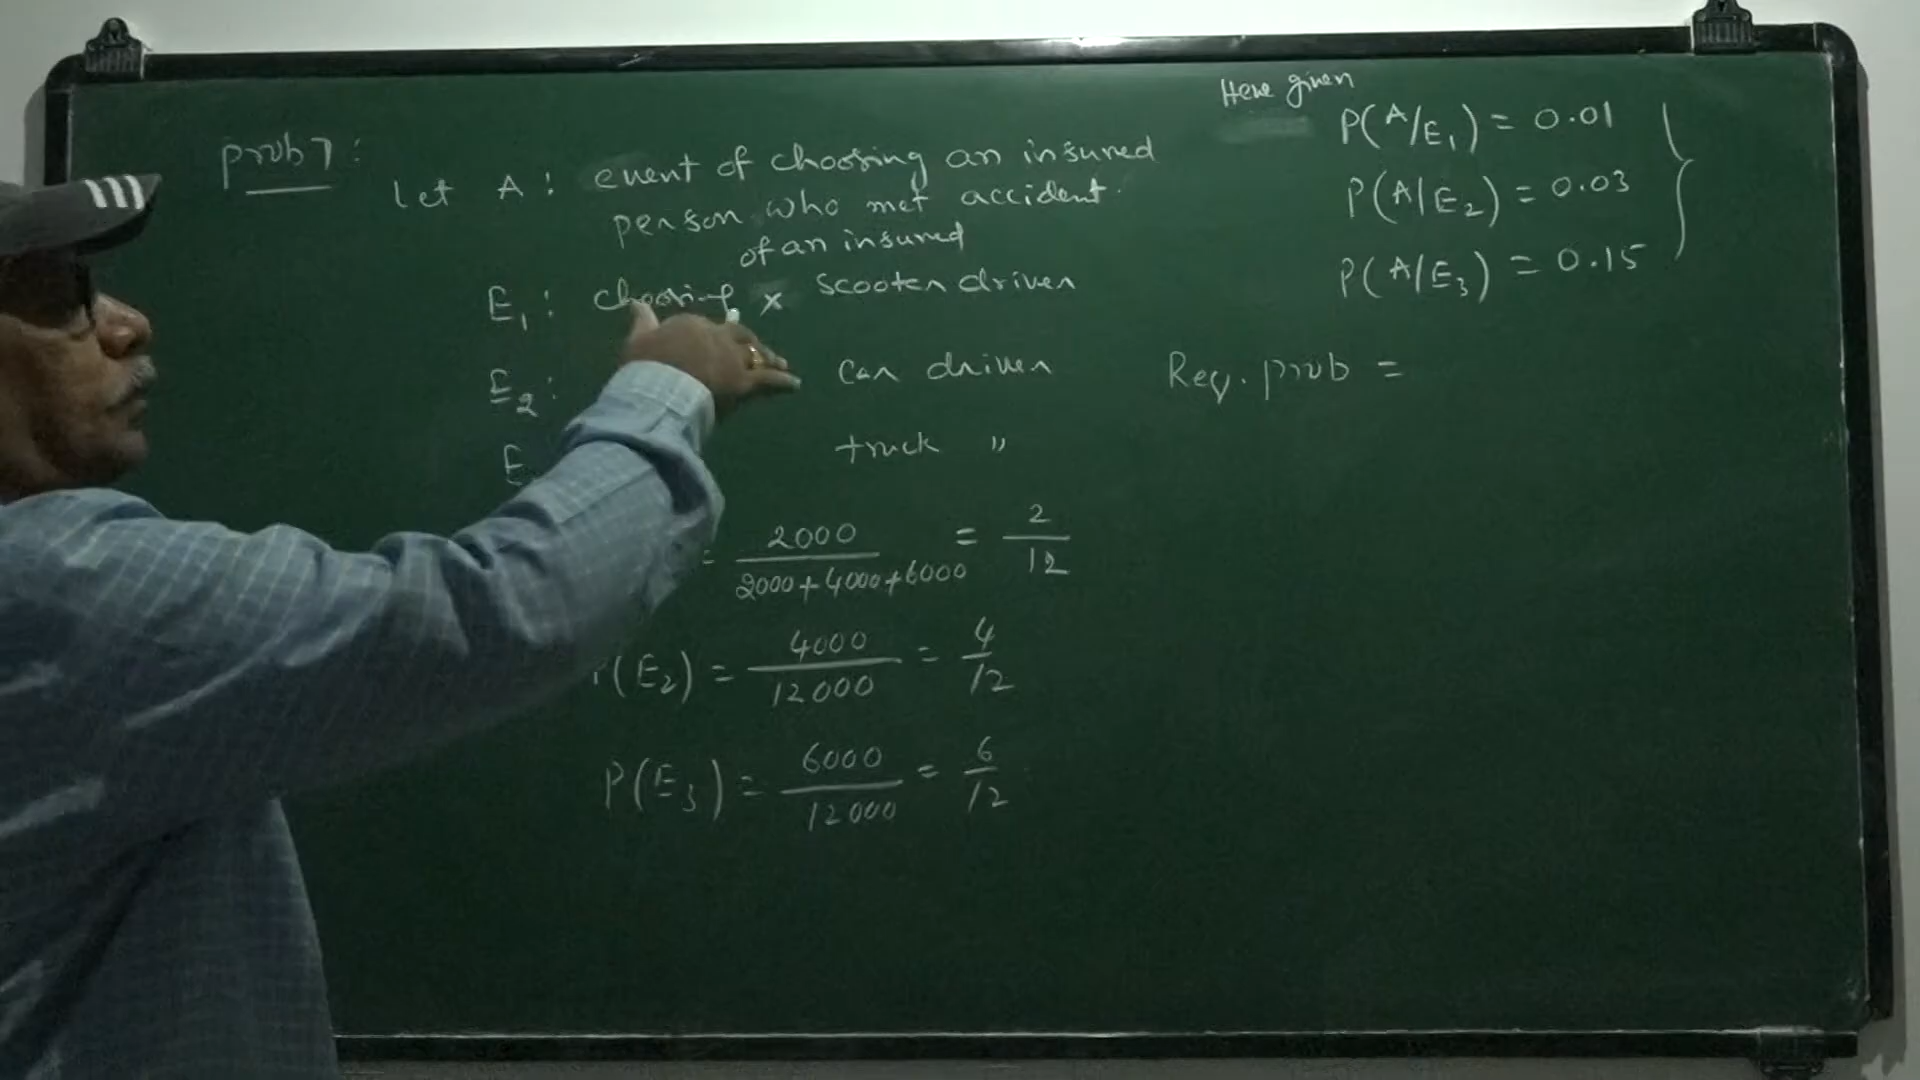 prob 7:
Let A: event of choosing an insured
person who met accident.
of an insured
E₁: choosing × scooter driver
E₂: car driver
E truck "
= 2000 / 2000+4000+6000 = 2/12
P(E₂) = 4000/12000 = 4/12
P(E₃) = 6000/12000 = 6/12
Here given
P(A/E₁) = 0.01
P(A/E₂) = 0.03
P(A/E₃) = 0.15
Req. prob =